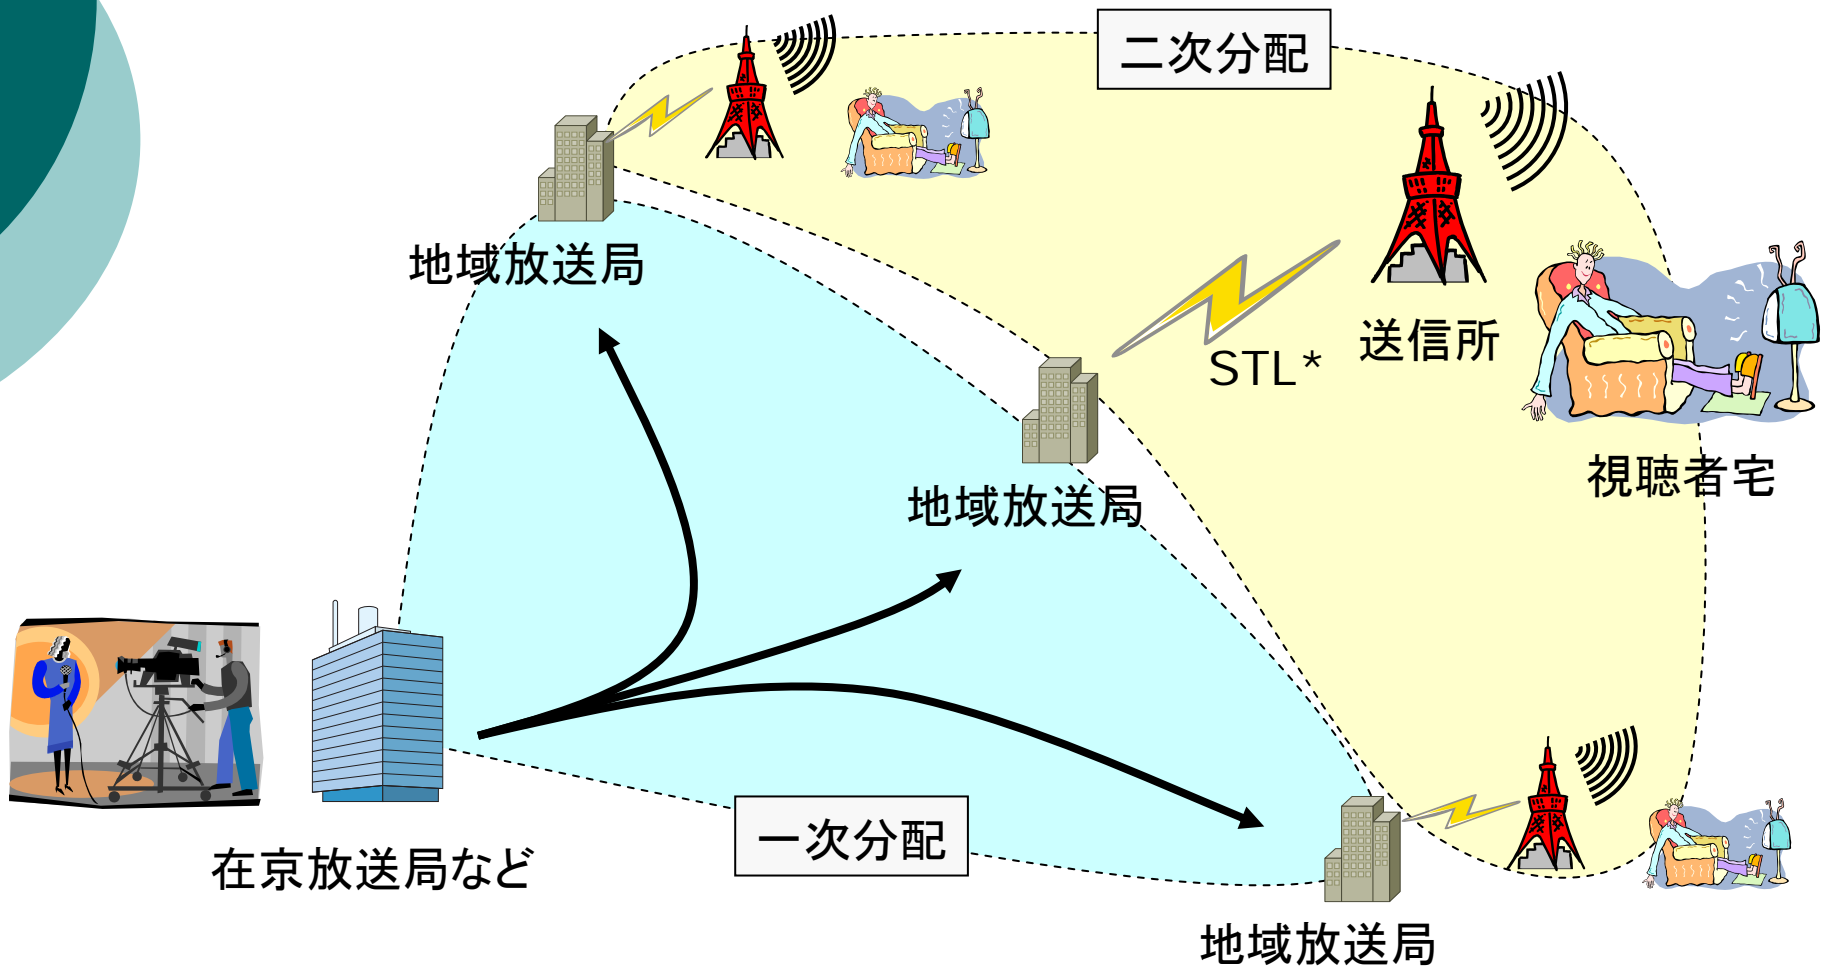 二次分配
地域放送局
送信所
STL*
視聴者宅
地域放送局
一次分配
在京放送局など
地域放送局